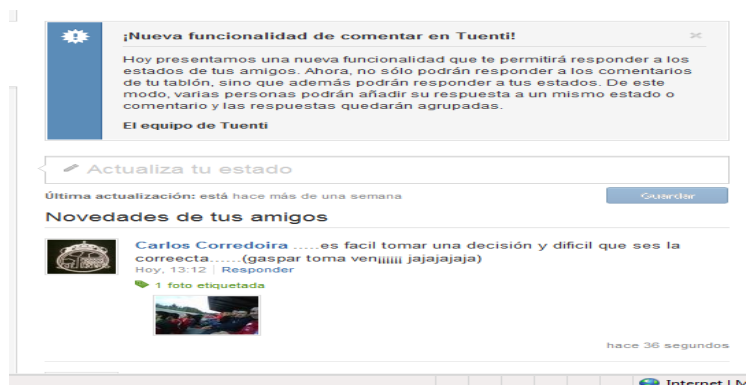 ¡Nueva funcionalidad de comentar en Tuenti!
Hoy presentamos una nueva funcionalidad que te permitirá responder a los
estados de tus amigos. Ahora, no sólo podrán responder a los comentarios
de tu tablón, sino que además podrán responder a tus estados. De este
modo, varias personas podrán añadir su respuesta a un mismo estado o
comentario y las respuestas quedarán agrupadas.
El equipo de Tuenti
Actualiza tu estado
Última actualización: está hace más de una semana
Guardar
Novedades de tus amigos
Carlos Corredoira .....es facil tomar una decisión y dificil que ses la
correecta......(gaspar toma ven¡¡¡¡¡¡ jajajajaja)
Hoy, 13:12 | Responder
1 foto etiquetada
hace 36 segundos
Internet | M